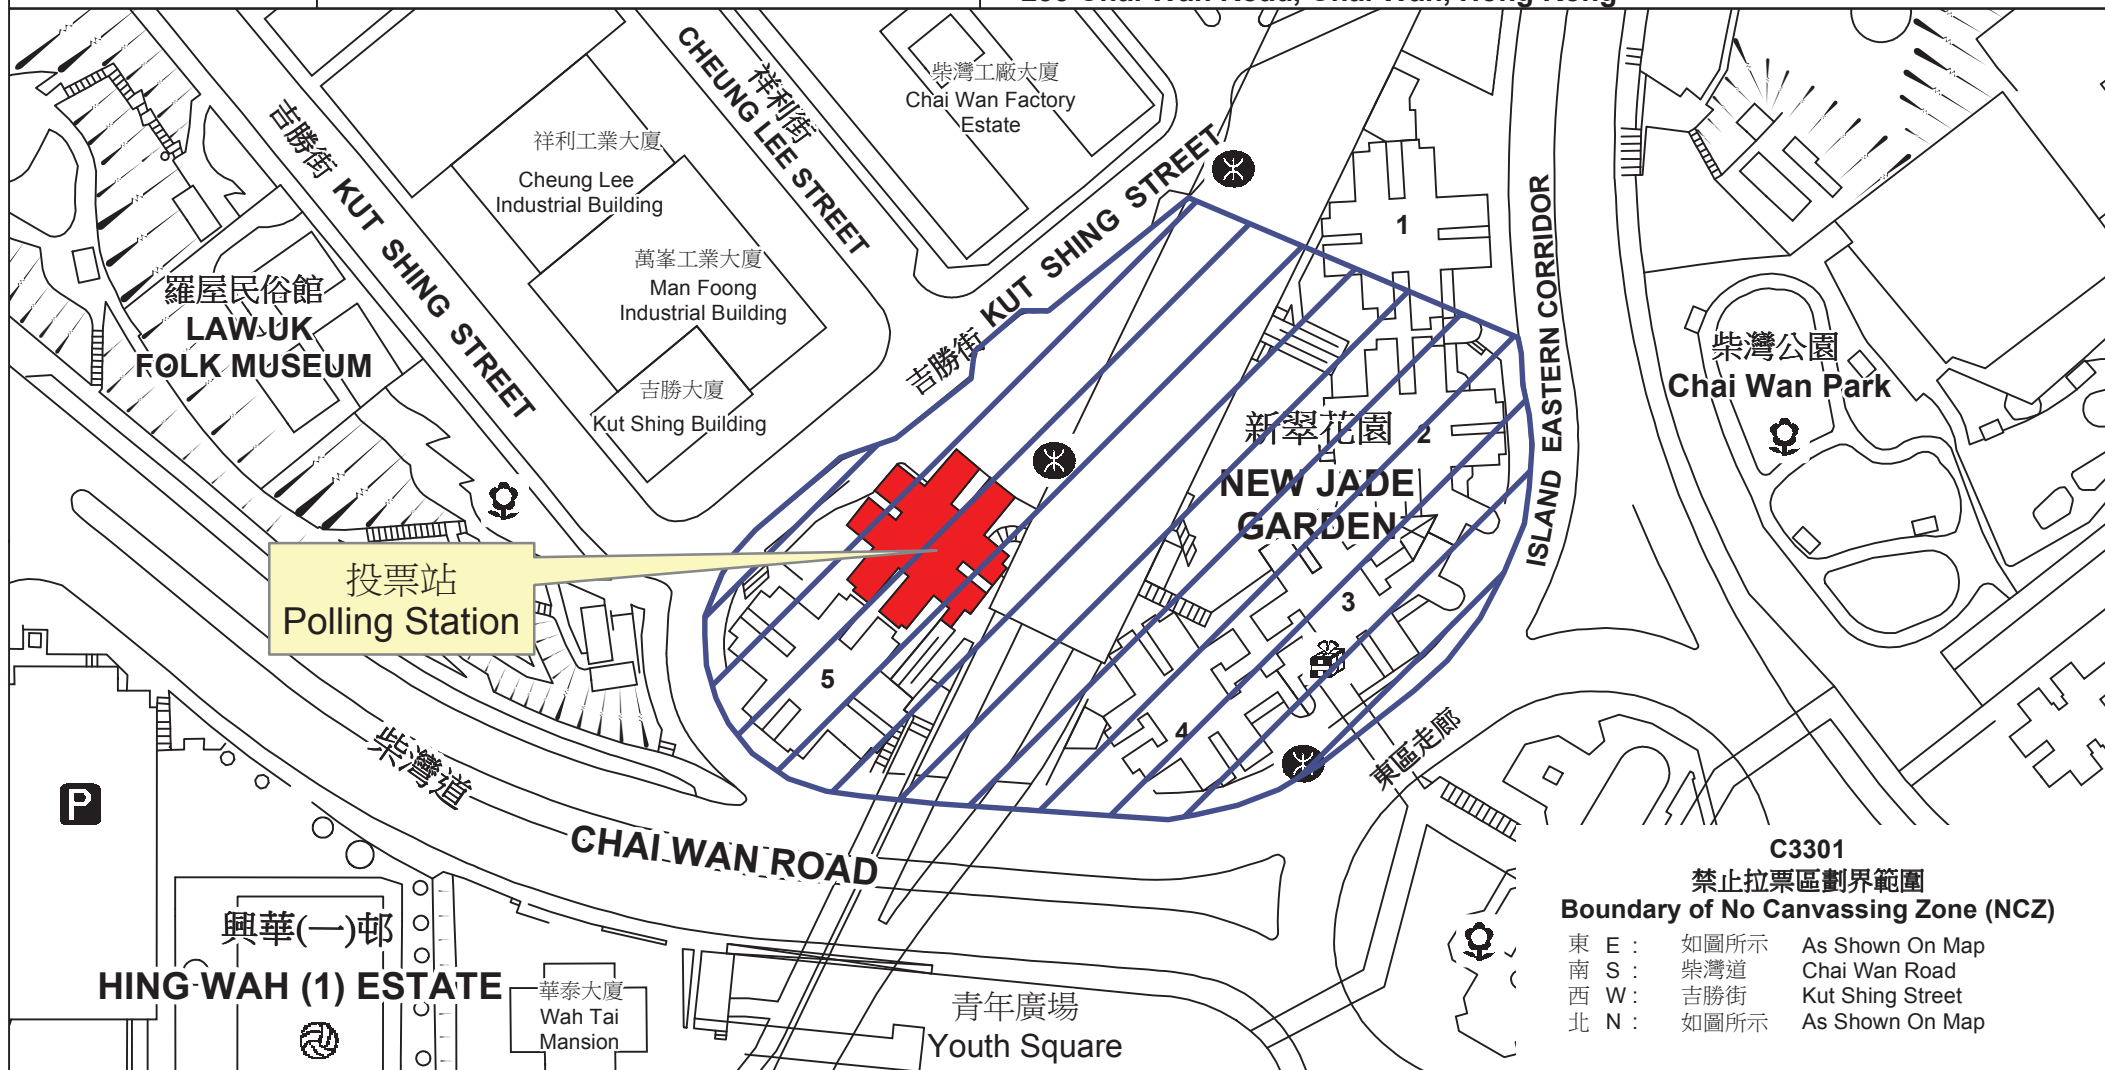 祥利街
CHEUNG LEE STREET
柴灣工廠大廈
Chai Wan Factory
Estate
吉勝街 KUT SHING STREET
祥利工業大廈
Cheung Lee
Industrial Building
萬峯工業大廈
Man Foong
Industrial Building
吉勝大廈
Kut Shing Building
吉勝街 KUT SHING STREET
羅屋民俗館
LAW UK
FOLK MUSEUM
1
ISLAND EASTERN CORRIDOR
柴灣公園
Chai Wan Park
新翠花園
2
NEW JADE
GARDEN
投票站
Polling Station
3
5
4
東區走廊
柴灣道
CHAI WAN ROAD
P
興華(一)邨
HING WAH (1) ESTATE
華泰大廈
Wah Tai
Mansion
青年廣場
Youth Square
C3301
禁止拉票區劃界範圍
Boundary of No Canvassing Zone (NCZ)
東 E : 如圖所示 As Shown On Map
南 S : 柴灣道 Chai Wan Road
西 W : 吉勝街 Kut Shing Street
北 N : 如圖所示 As Shown On Map